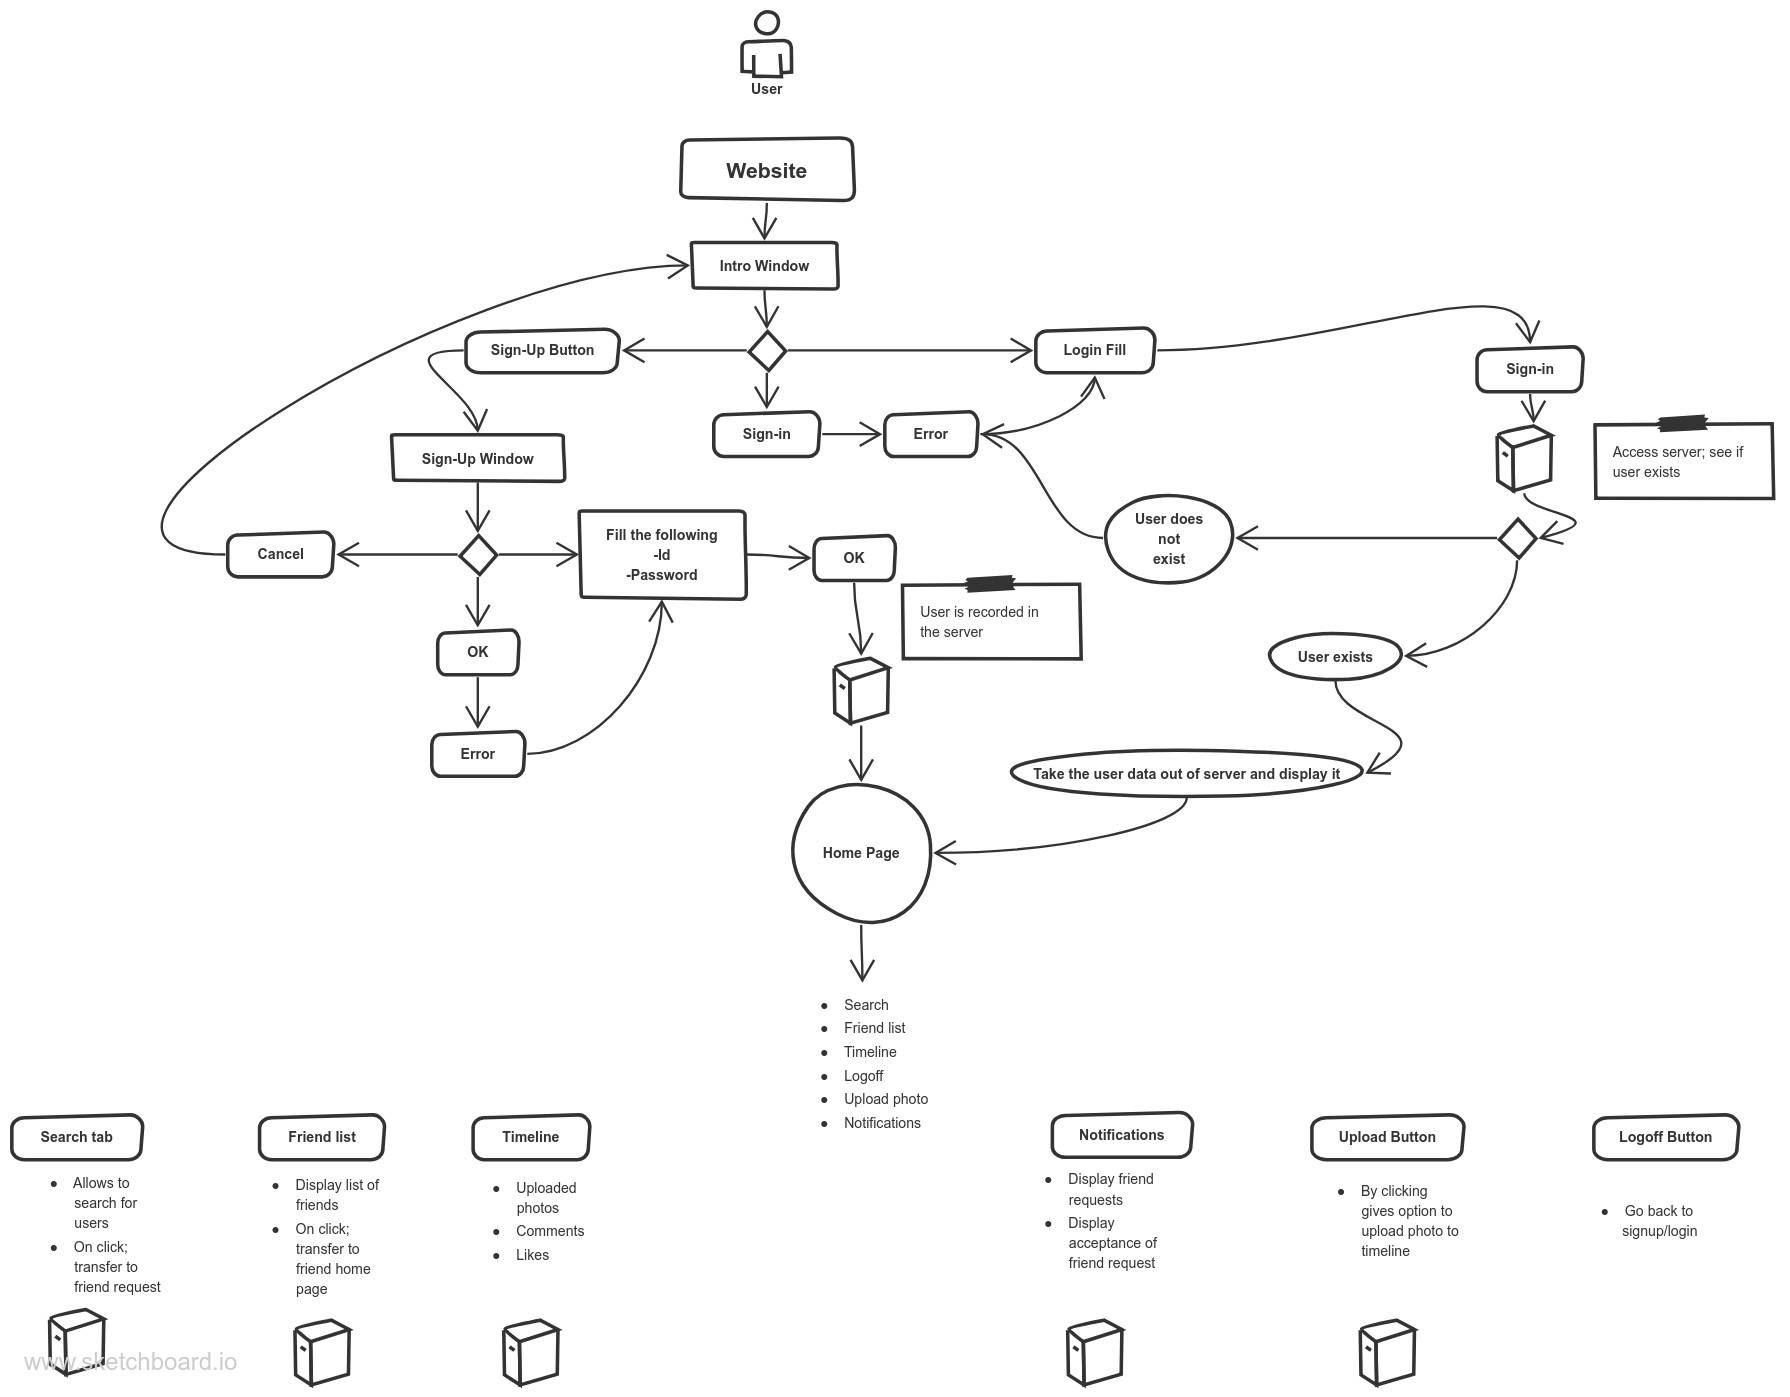 User
Website
Intro Window
Sign-Up Button
Login Fill
Sign-in
Sign-in
Error
Sign-Up Window
Access server; see if
user exists
Cancel
Fill the following
-Id
-Password
OK
User does
not
exist
User is recorded in
the server
OK
User exists
Error
Take the user data out of server and display it
Home Page
● Search
● Friend list
● Timeline
● Logoff
● Upload photo
● Notifications
Search tab
● Allows to
search for
users
● On click;
transfer to
friend request
Friend list
● Display list of
friends
● On click;
transfer to
friend home
page
Timeline
● Uploaded
photos
● Comments
● Likes
Notifications
● Display friend
requests
● Display
acceptance of
friend request
Upload Button
● By clicking
gives option to
upload photo to
timeline
Logoff Button
● Go back to
signup/login
www.sketchboard.io